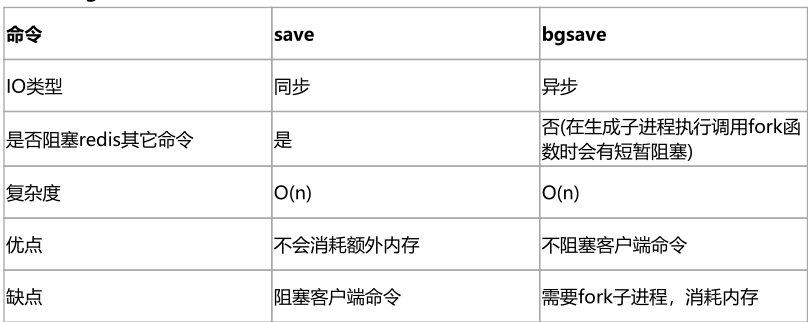 命令 save bgsave
IO类型 同步 异步
是否阻塞redis其它命令 是 否(在生成子进程执行调用fork函
数时会有短暂阻塞)
复杂度 O(n) O(n)
优点 不会消耗额外内存 不阻塞客户端命令
缺点 阻塞客户端命令 需要fork子进程，消耗内存